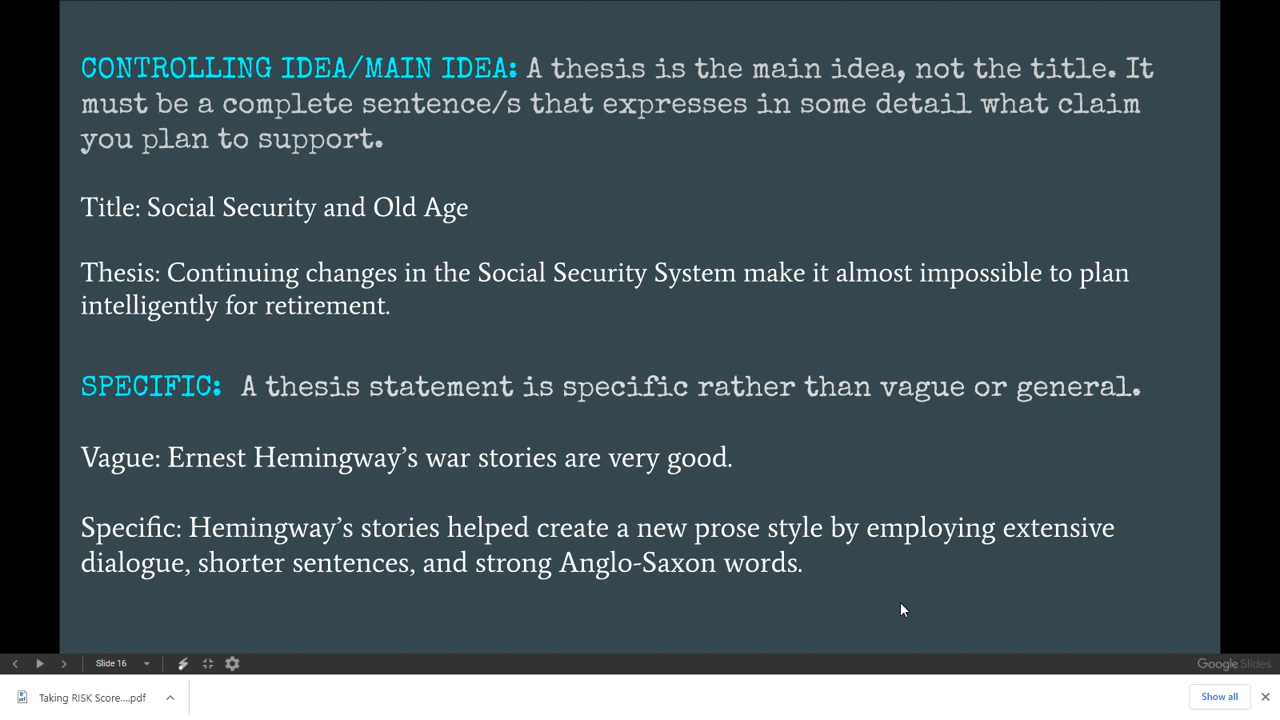 CONTROLLING IDEA/MAIN IDEA: A thesis is the main idea, not the title. It
must be a complete sentence/s that expresses in some detail what claim
you plan to support.
Title: Social Security and Old Age
Thesis: Continuing changes in the Social Security System make it almost impossible to plan
intelligently for retirement.
SPECIFIC: A thesis statement is specific rather than vague or general.
Vague: Ernest Hemingway’s war stories are very good.
Specific: Hemingway’s stories helped create a new prose style by employing extensive
dialogue, shorter sentences, and strong Anglo-Saxon words.
Slide 16
Google Slides
Taking RISK Score....pdf
Show all